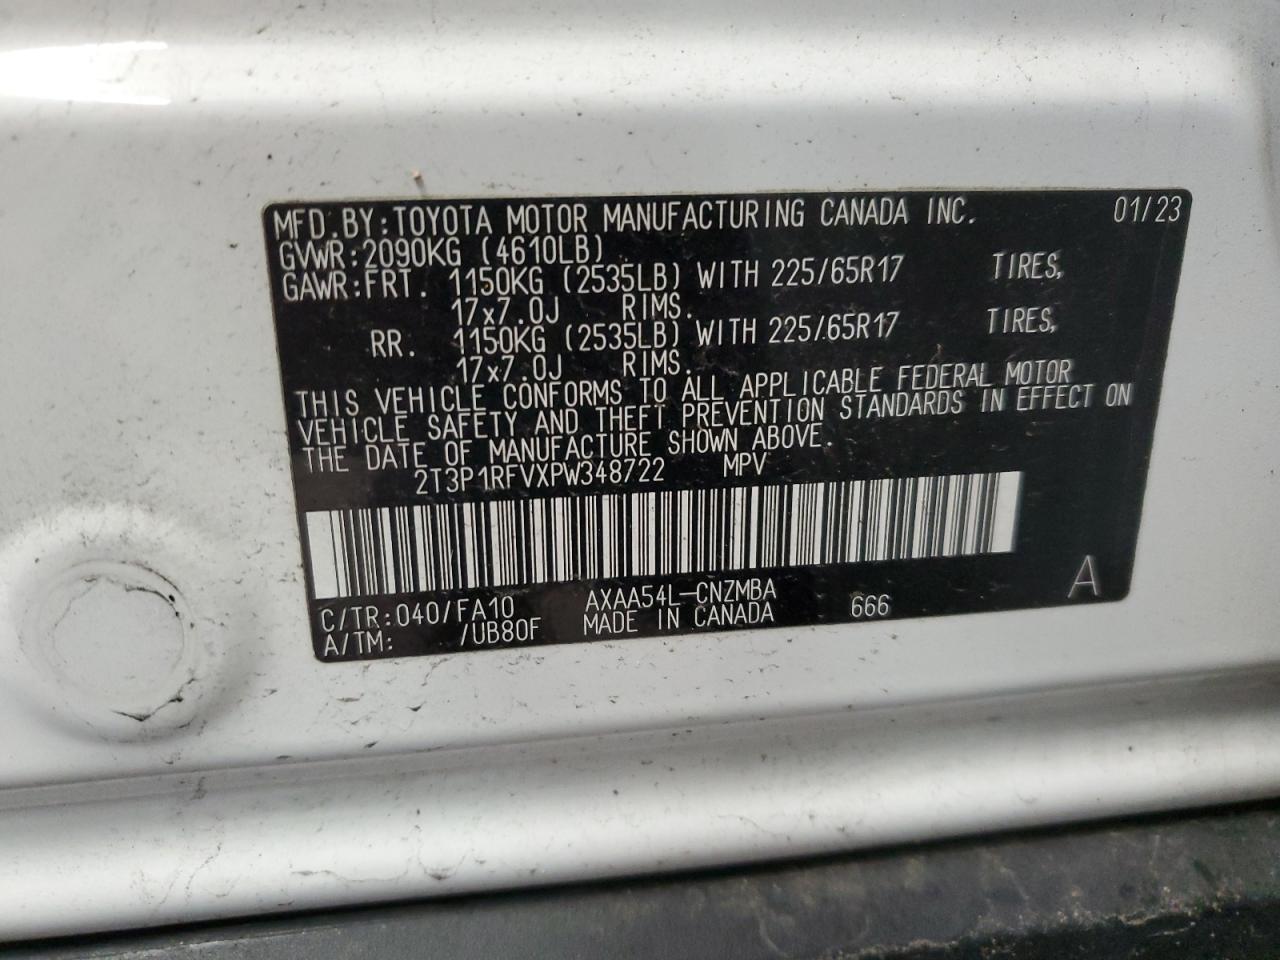 MFD.BY:TOYOTA MOTOR MANUFACTURING CANADA INC. 01/23
GVWR:2090KG (4610LB)
GAWR:FRT. 1150KG (2535LB) WITH 225/65R17 TIRES,
17x7.0J RIMS.
RR. 1150KG (2535LB) WITH 225/65R17 TIRES,
17x7.0J RIMS.
THIS VEHICLE CONFORMS TO ALL APPLICABLE FEDERAL MOTOR
VEHICLE SAFETY AND THEFT PREVENTION STANDARDS IN EFFECT ON
THE DATE OF MANUFACTURE SHOWN ABOVE.
2T3P1RFVXPW348722 MPV
C/TR:040/FA10 AXAA54L-CNZMBA A
A/TM: /UB80F MADE IN CANADA 666